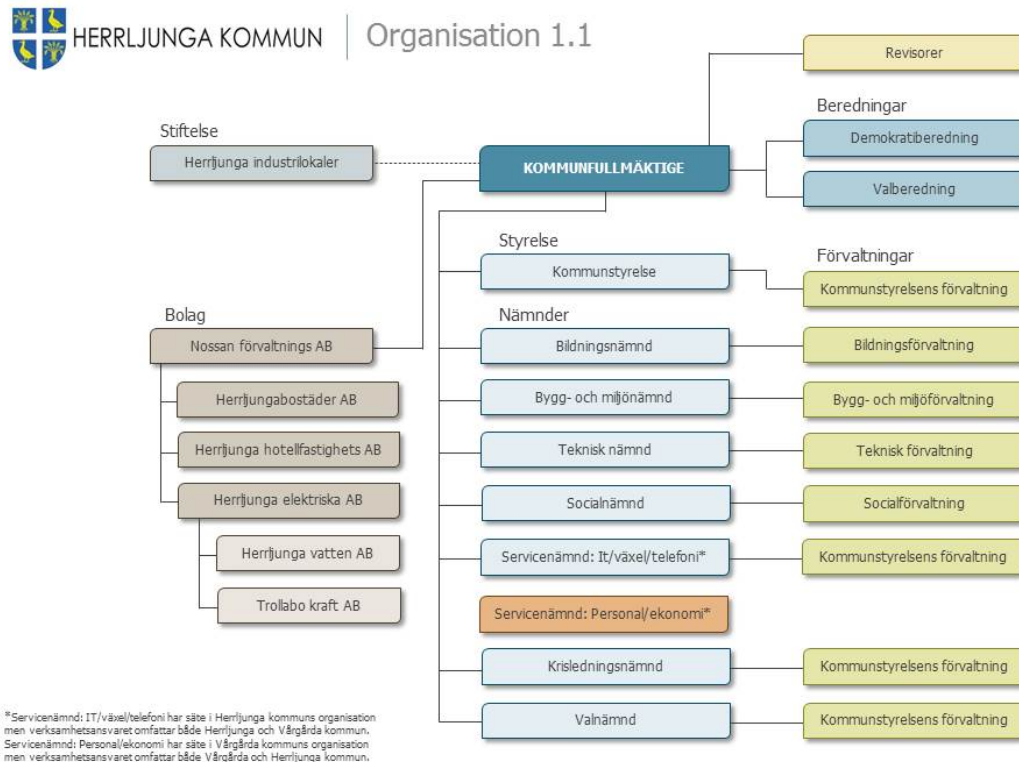 HERRLJUNGA KOMMUN
Organisation 1.1
Revisorer
Beredningar
Demokratiberedning
Valberedning
Stiftelse
Herrljunga industrilokaler
KOMMUNFULLMÄKTIGE
Styrelse
Kommunstyrelse
Förvaltningar
Kommunstyrelsens förvaltning
Bolag
Nossan förvaltnings AB
Herrljungabostäder AB
Herrljunga hotellfastighets AB
Herrljunga elektriska AB
Herrljunga vatten AB
Trollabo kraft AB
Nämnder
Bildningsnämnd
Bildningsförvaltning
Bygg- och miljönämnd
Bygg- och miljöförvaltning
Teknisk nämnd
Teknisk förvaltning
Socialnämnd
Socialförvaltning
Servicenämnd: It/växel/telefoni*
Kommunstyrelsens förvaltning
Servicenämnd: Personal/ekonomi*
Krisledningsnämnd
Kommunstyrelsens förvaltning
Valnämnd
Kommunstyrelsens förvaltning
*Servicenämnd: IT/växel/telefoni har säte i Herrljunga kommuns organisation
men verksamhetsansvaret omfattar både Herrljunga och Vårgårda kommun.
Servicenämnd: Personal/ekonomi har säte i Vårgårda kommuns organisation
men verksamhetsansvaret omfattar både Vårgårda och Herrljunga kommun.